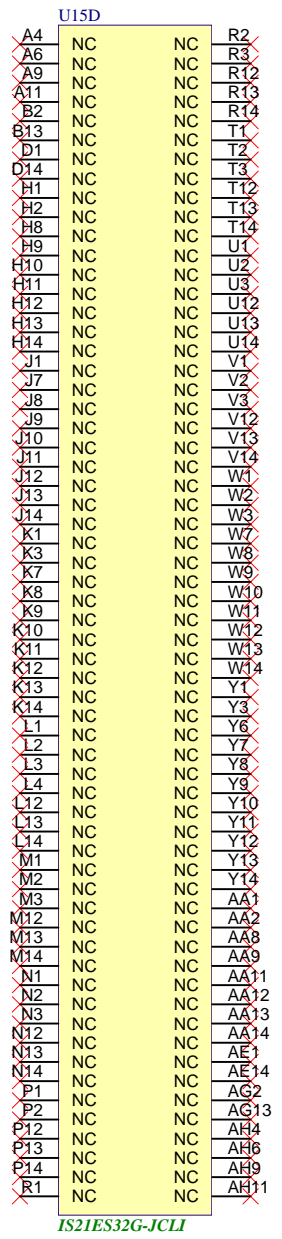 U15D
A4 NC NC R2
A6 NC NC R3
A9 NC NC R12
A11 NC NC R13
B2 NC NC R14
B13 NC NC T1
D1 NC NC T2
D14 NC NC T3
H1 NC NC T12
H2 NC NC T13
H8 NC NC T14
H9 NC NC U1
H10 NC NC U2
H11 NC NC U3
H12 NC NC U12
H13 NC NC U13
H14 NC NC U14
J1 NC NC V1
J7 NC NC V2
J8 NC NC V3
J9 NC NC V12
J10 NC NC V13
J11 NC NC V14
J12 NC NC W1
J13 NC NC W2
J14 NC NC W3
K1 NC NC W7
K3 NC NC W8
K7 NC NC W9
K8 NC NC W10
K9 NC NC W11
K10 NC NC W12
K11 NC NC W13
K12 NC NC W14
K13 NC NC Y1
K14 NC NC Y3
L1 NC NC Y6
L2 NC NC Y7
L3 NC NC Y8
L4 NC NC Y9
L12 NC NC Y10
L13 NC NC Y11
L14 NC NC Y12
M1 NC NC Y13
M2 NC NC Y14
M3 NC NC AA1
M12 NC NC AA2
M13 NC NC AA8
M14 NC NC AA9
N1 NC NC AA11
N2 NC NC AA12
N3 NC NC AA13
N12 NC NC AA14
N13 NC NC AE1
N14 NC NC AE14
P1 NC NC AG2
P2 NC NC AG13
P12 NC NC AH4
P13 NC NC AH6
P14 NC NC AH9
R1 NC NC AH11
IS21ES32G-JCLI